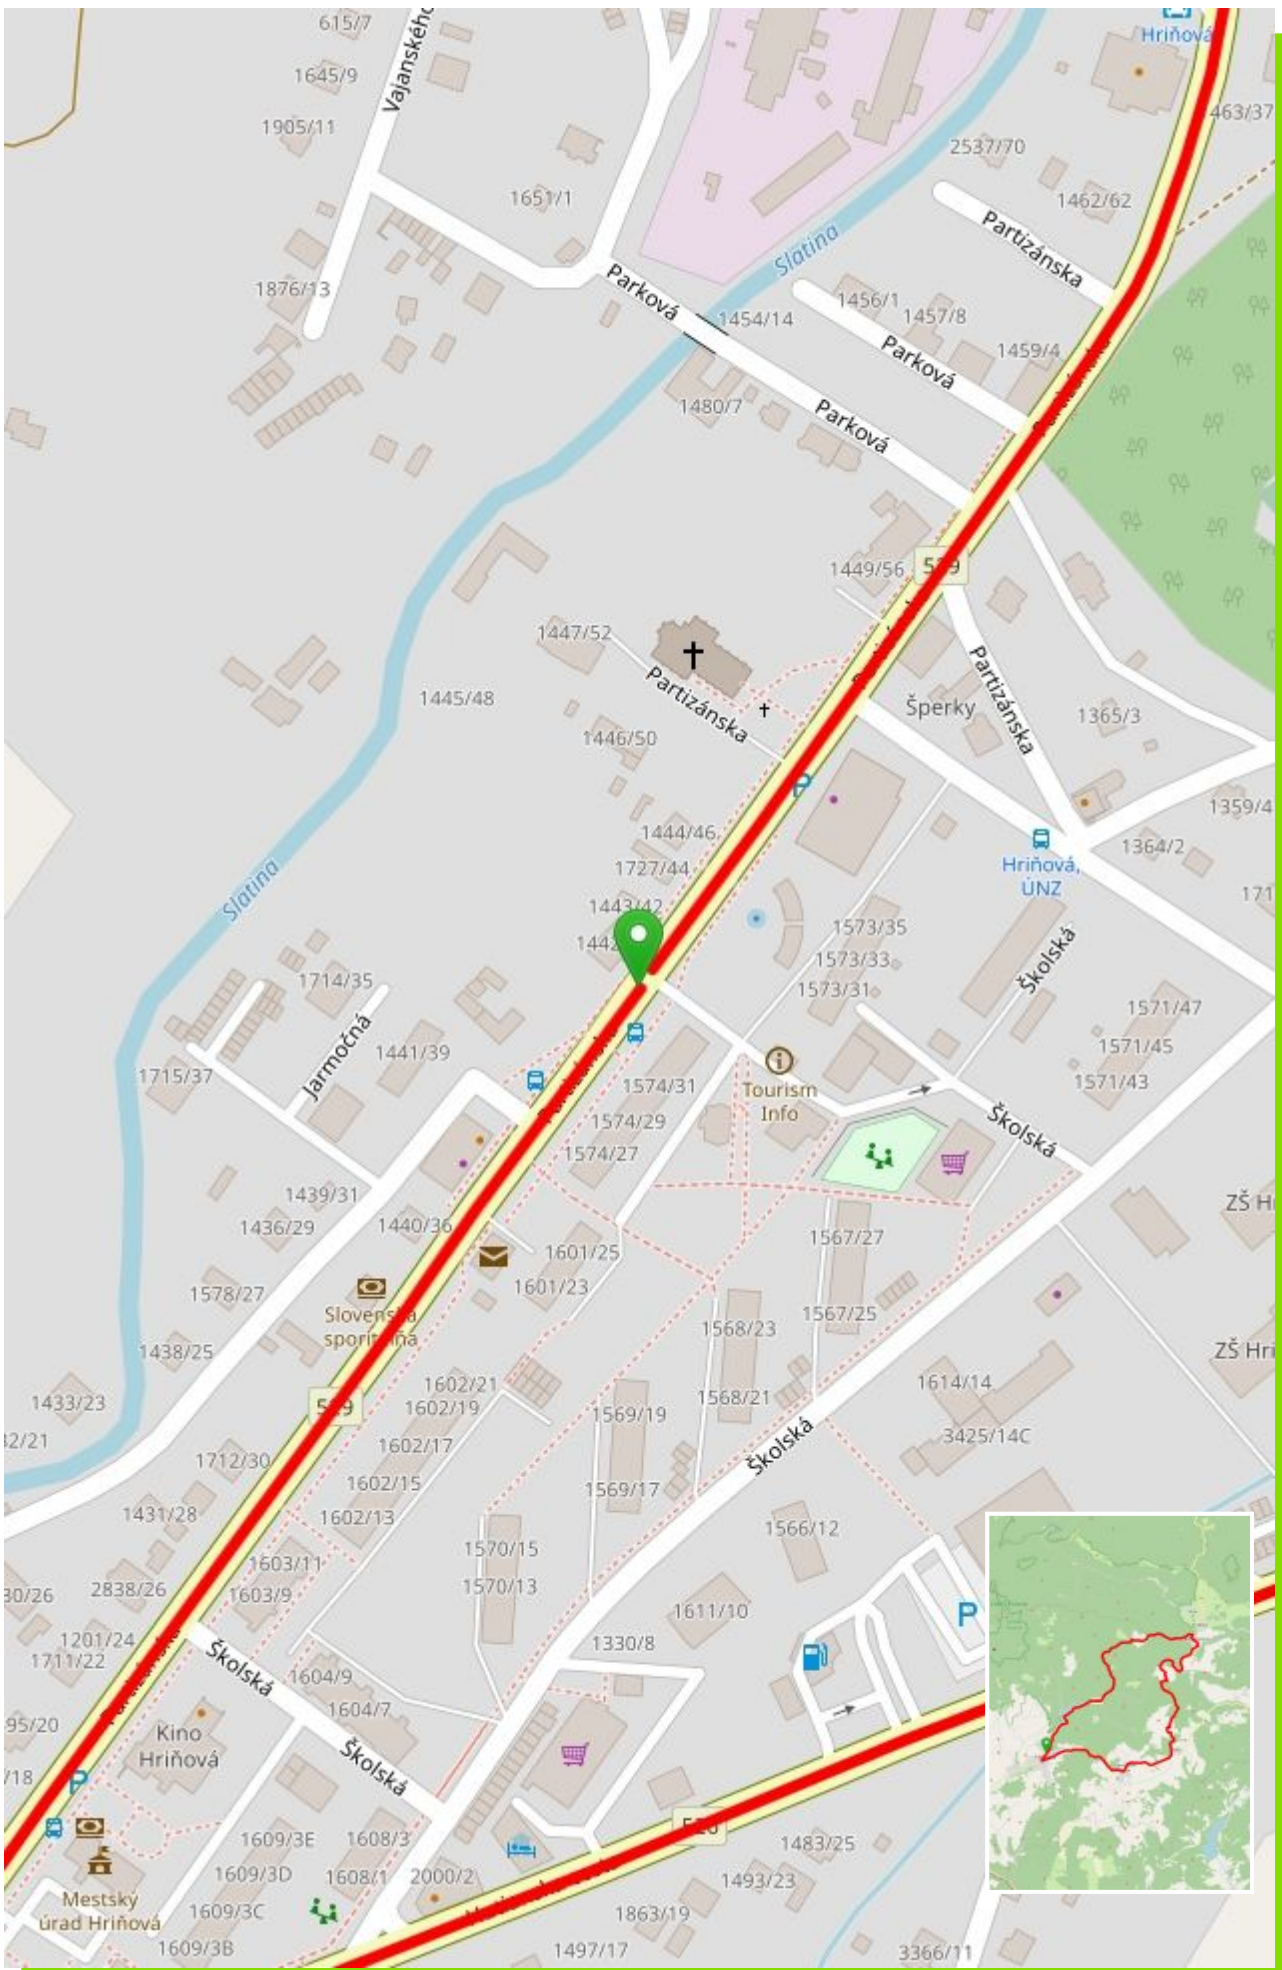 615/7
Vajanského
Hriňová
1645/9
1905/11
463/37
2537/70
1651/1
1462/62
Partizánska
Slatina
1876/13
Parková
1456/1
1454/14
1457/8
1459/4
Parková
1480/7
Parková
1449/56
1447/52
Partizánska
Partizánska
1445/48
Šperky
1365/3
1446/50
P
1359/4
1444/46
1364/2
1727/44
Hriňová,
ÚNZ
Slatina
1443/42
1573/35
1573/33
Školská
1714/35
1573/31
1571/47
Jarmočná
1441/39
1571/45
1715/37
1574/31
Tourism
Info
1571/43
1574/29
Školská
1574/27
1439/31
ZŠ H
1436/29
1440/36
1567/27
1601/25
1578/27
1601/23
Slovenská
sporiteľňa
1567/25
1568/23
1438/25
ZŠ Hri
1433/23
1602/21
1568/21
1614/14
1602/19
1569/19
1602/17
3425/14C
Školská
1712/30
1602/15
1569/17
1431/28
1602/13
1566/12
1570/15
1603/11
1570/13
2838/26
1603/9
1611/10
P
1201/24
1330/8
1711/22
Školská
1604/9
1604/7
Kino
Hriňová
Školská
P
1609/3E
1608/3
1483/25
1609/3D
1608/1
2000/2
1493/23
Mestský
úrad Hriňová
1609/3C
1863/19
1609/3B
1497/17
3366/11